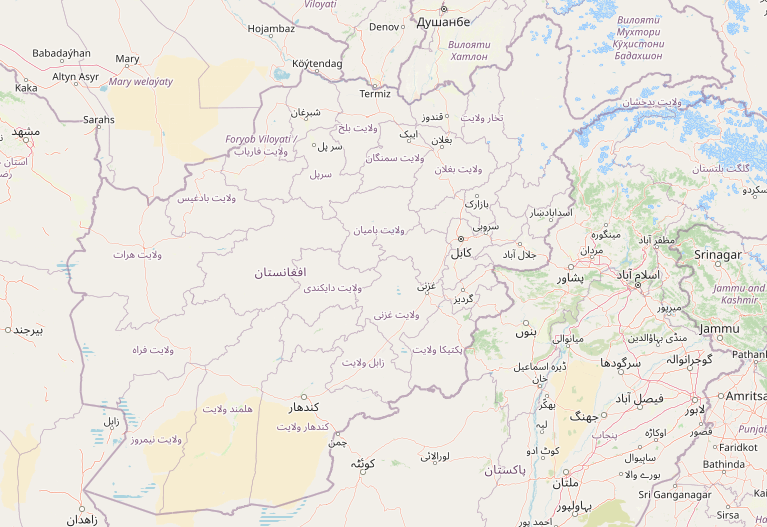 Viloyati
Душанбе
Hojambaz
Denov
Вилояти
Мухтори
Кӯҳистони
Бадахшон
Вилояти
Хатлон
Babadaýhan
Mary
Köýtendag
Altyn Asyr
Mary welaýaty
Kaka
Termiz
ولایت بدخشان
Sarahs
شبرغان
قندوز
تخار ولایت
مشهد
ولایت بلخ
ایبک
Foryob Viloyati /
ولایت فاریاب
سر پل
بغلان
استان
ولایت سمنگان
ولایت بغلان
گلگت بلتستان
سرپل
سکردو
ولایت بادغیس
بازارک
اسدابادښار
سروبی
ولایت بامیان
مینگورہ
مظفر آباد
کابل
جلال آباد
مردان
ولایت هرات
Srinagar
افغانستان
پشاور
اسلام آباد
ولایت دایکندی
غزنی
گردیز
Jammu and
Kashmir
میرپور
ولایت غزنی
بیرجند
بنوں
Jammu
میانوالی
منڈی بہاؤالدین
ولایت فراه
پکتیکا ولایت
Pathank
زابل ولایت
ڈیرہ اسماعیل
خان
سرگودھا
گوجرانوالہ
کندهار
بھکر
فیصل آباد
Amritsa
هلمند ولایت
لاہور
زابل
کندهار ولایت
جھنگ
لیہ
Punjab
ولایت نیمروز
چمن
پنجاب
اوکاڑہ
قصور
کوٹ ادو
Faridkot
لورالائی
ساہیوال
کوئٹہ
Bathinda
پاکستان
بورے والا
ملتان
Sri Ganganagar
بہاولپور
Sirsa
زاهدان
احمد پور